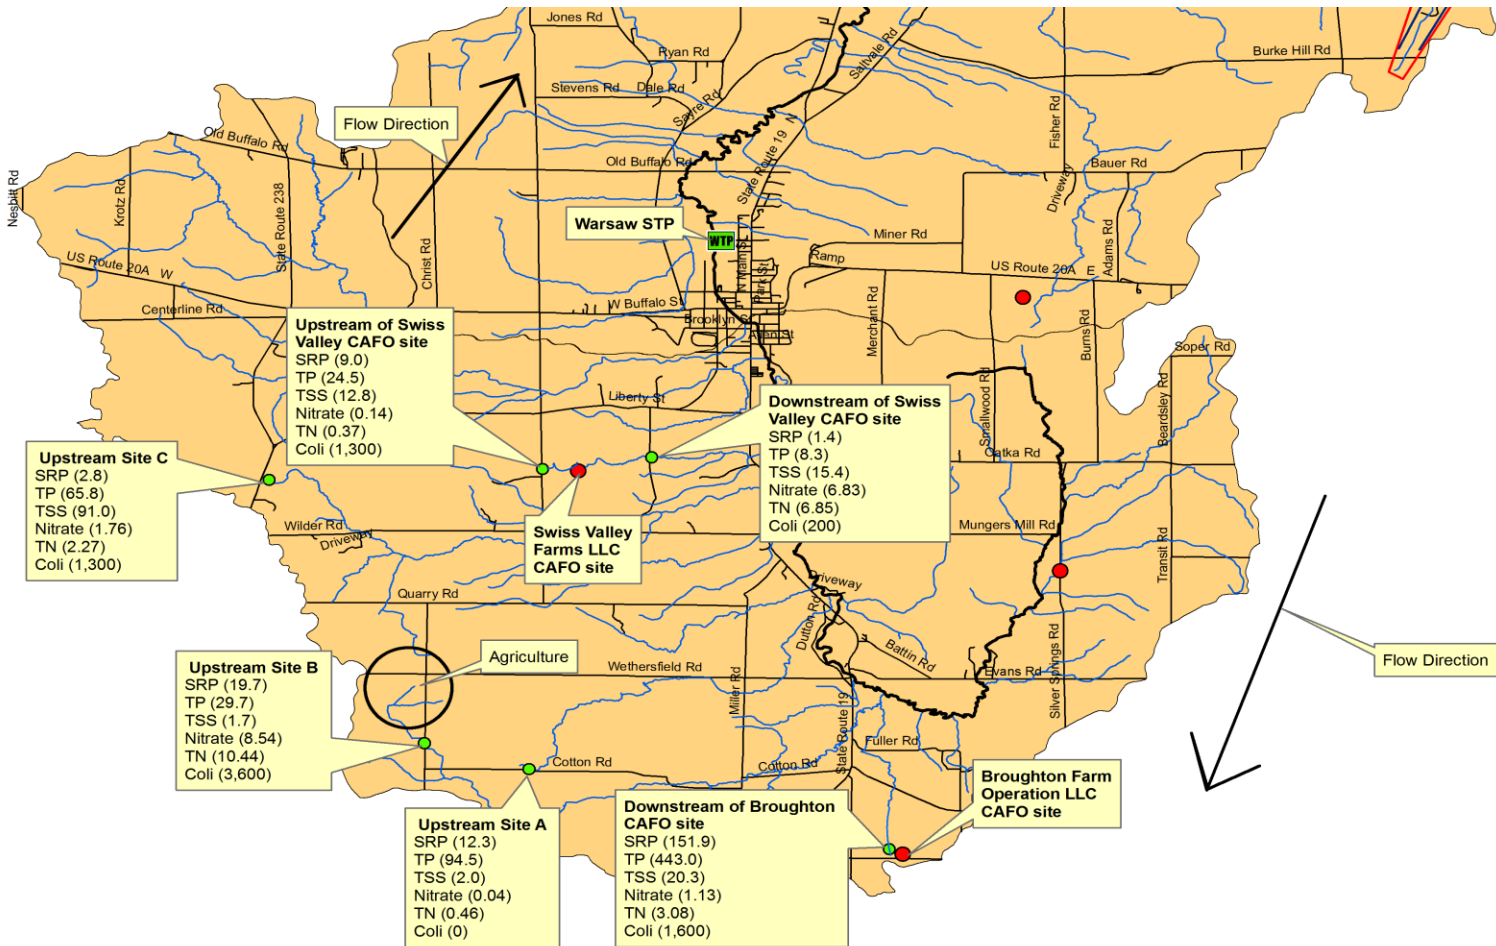 Jones Rd
Ryan Rd
Saltvale Rd
Burke Hill Rd
Stevens Rd
Dale Rd
Sayre Rd
Flow Direction
Old Buffalo Rd
Old Buffalo Rd
State Route 19 N
Fisher Rd
Bauer Rd
Driveway
Nesbitt Rd
Krotz Rd
State Route 238
Christ Rd
Warsaw STP
WTP
N Main St
Park St
Miner Rd
Ramp
Adams Rd
US Route 20A W
US Route 20A E
Centerline Rd
W Buffalo St
Brooklyn St
Allen St
Merchant Rd
Burns Rd
Soper Rd
Beardsley Rd
Smallwood Rd
Upstream of Swiss
Valley CAFO site
SRP (9.0)
TP (24.5)
TSS (12.8)
Nitrate (0.14)
TN (0.37)
Coli (1,300)
Liberty St
Downstream of Swiss
Valley CAFO site
SRP (1.4)
TP (8.3)
TSS (15.4)
Nitrate (6.83)
TN (6.85)
Coli (200)
Upstream Site C
SRP (2.8)
TP (65.8)
TSS (91.0)
Nitrate (1.76)
TN (2.27)
Coli (1,300)
Catka Rd
Wilder Rd
Driveway
Swiss Valley
Farms LLC
CAFO site
Mungers Mill Rd
Transit Rd
Quarry Rd
Driveway
Dutton Rd
Battin Rd
Agriculture
Wethersfield Rd
Miller Rd
Evans Rd
Silver Springs Rd
Flow Direction
Upstream Site B
SRP (19.7)
TP (29.7)
TSS (1.7)
Nitrate (8.54)
TN (10.44)
Coli (3,600)
State Route 19
Fuller Rd
Cotton Rd
Cotton Rd
Broughton Farm
Operation LLC
CAFO site
Upstream Site A
SRP (12.3)
TP (94.5)
TSS (2.0)
Nitrate (0.04)
TN (0.46)
Coli (0)
Downstream of Broughton
CAFO site
SRP (151.9)
TP (443.0)
TSS (20.3)
Nitrate (1.13)
TN (3.08)
Coli (1,600)